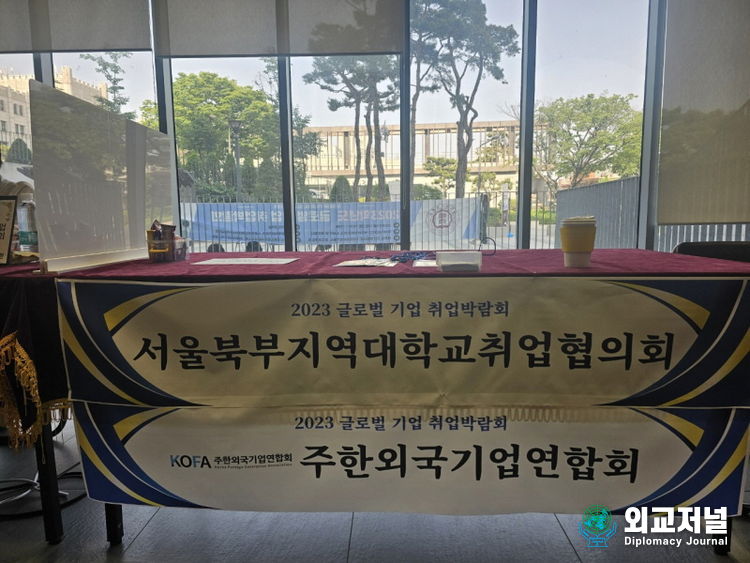 2023 글로벌 기업 취업박람회
서울북부지역대학교취업협의회
2023 글로벌 기업 취업박람회
KOFA 주한외국기업연합회 주한외국기업연합회
외교저널
Diplomacy Journal